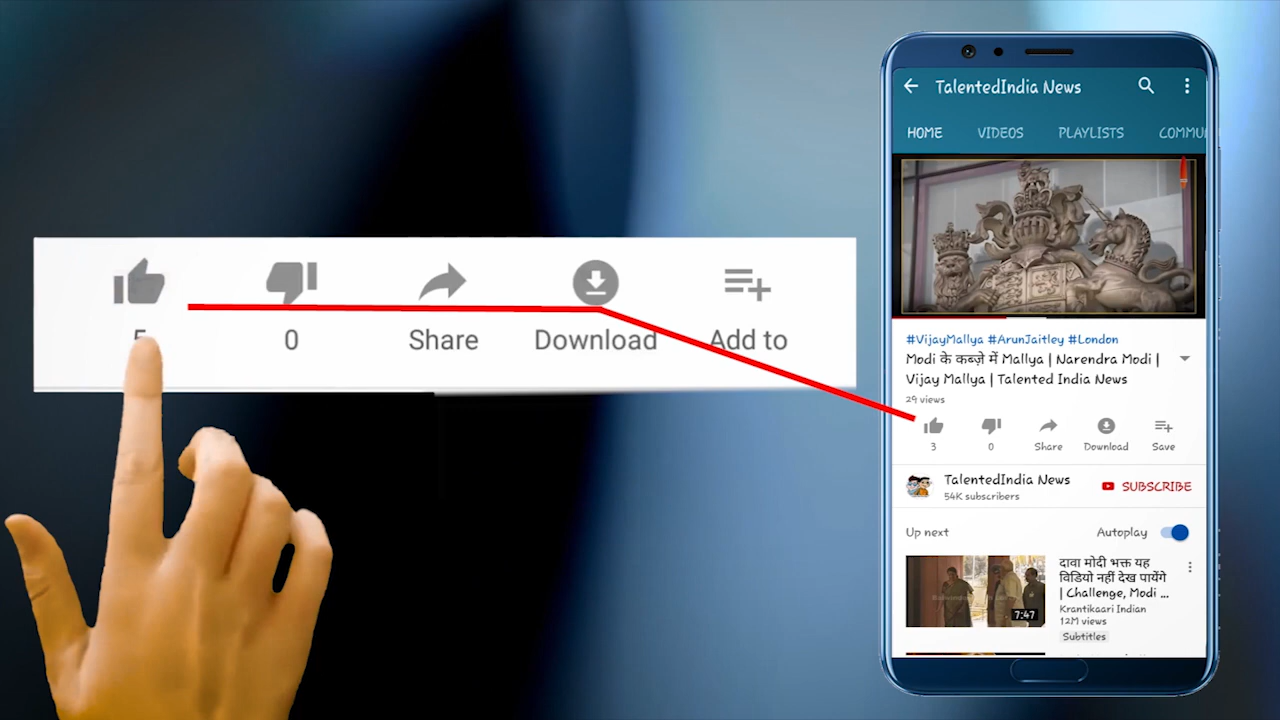 5
0
Share
Download
Add to
TalentedIndia News
HOME
VIDEOS
PLAYLISTS
COMMU
#VijayMallya #ArunJaitley #London
Modi के कब्ज़े में Mallya | Narendra Modi |
Vijay Mallya | Talented India News
29 views
3
0
Share
Download
Save
TalentedIndia News
54K subscribers
SUBSCRIBE
Up next
Autoplay
7:47
दावा मोदी भक्त यह
विडियो नहीं देख पायेंगे
| Challenge, Modi ...
Krantikaari Indian
12M views
Subtitles